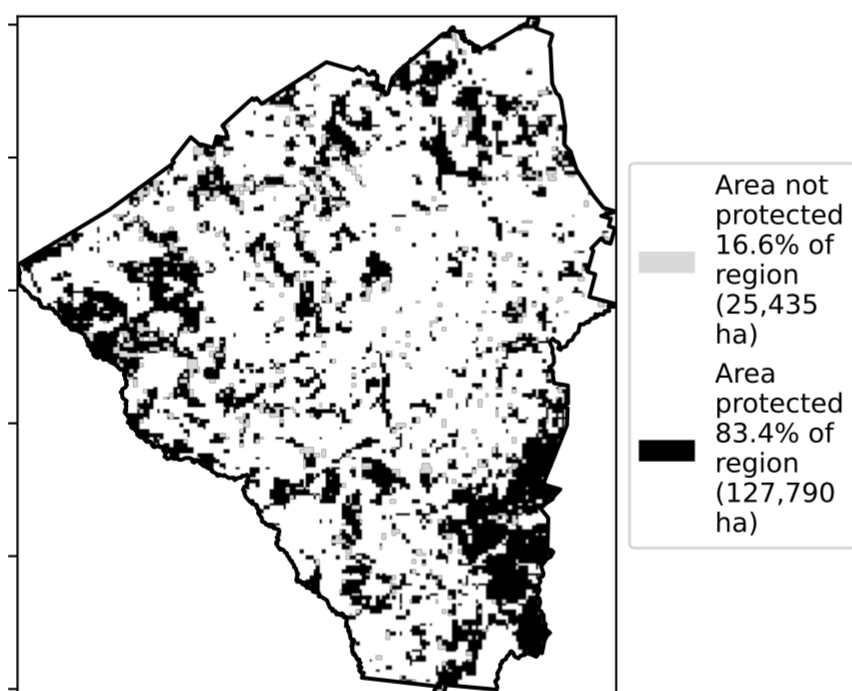 Area not
protected
16.6% of
region
(25,435
ha)
Area
protected
83.4% of
region
(127,790
ha)